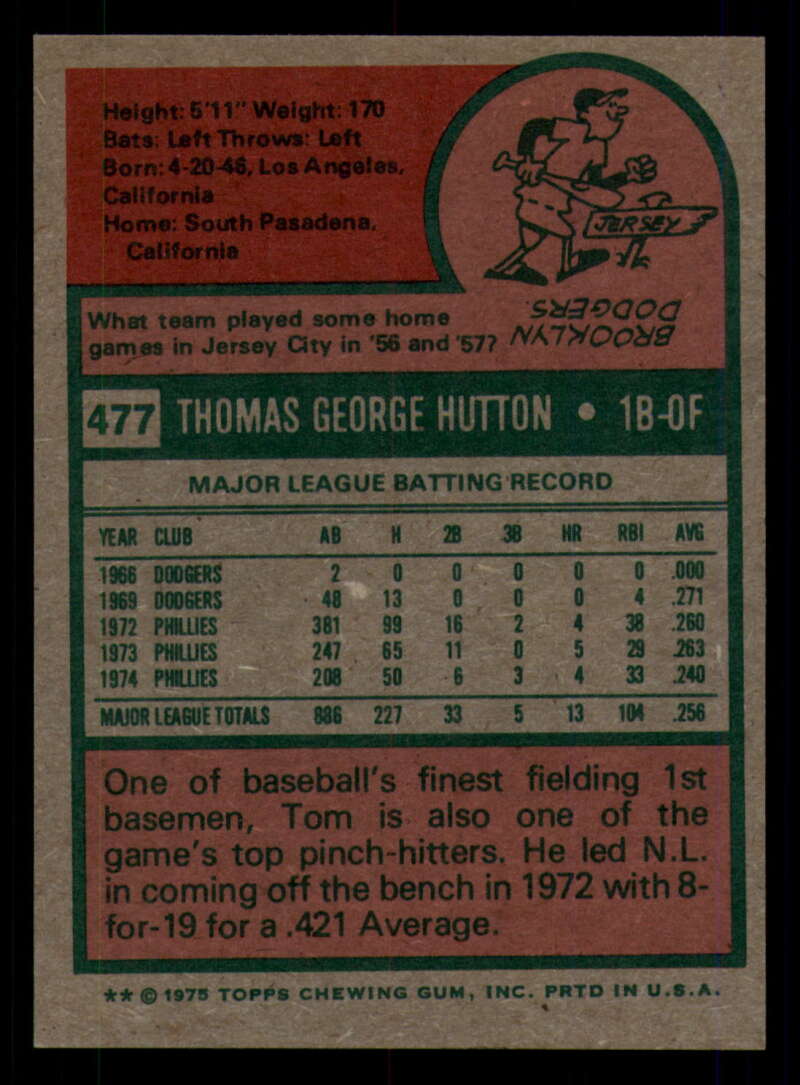 Height: 5'11" Weight: 170
Bats: Left Throws: Left
Born: 4-20-46, Los Angeles,
California
Home: South Pasadena,
California
JERSEY
What team played some home
games in Jersey City in '56 and '57?
BROOKLYN
DODGERS
477 THOMAS GEORGE HUTTON • 1B-OF
MAJOR LEAGUE BATTING RECORD
YEAR CLUB AB H 2B 3B HR RBI AVG
1966 DODGERS 2 0 0 0 0 0 .000
1969 DODGERS 48 13 0 0 0 4 .271
1972 PHILLIES 381 99 16 2 4 38 .260
1973 PHILLIES 247 65 11 0 5 29 .263
1974 PHILLIES 208 50 6 3 4 33 .240
MAJOR LEAGUE TOTALS 886 227 33 5 13 104 .256
One of baseball's finest fielding 1st
basemen, Tom is also one of the
game's top pinch-hitters. He led N.L.
in coming off the bench in 1972 with 8-
for-19 for a .421 Average.
** © 1975 TOPPS CHEWING GUM, INC. PRTD IN U.S.A.